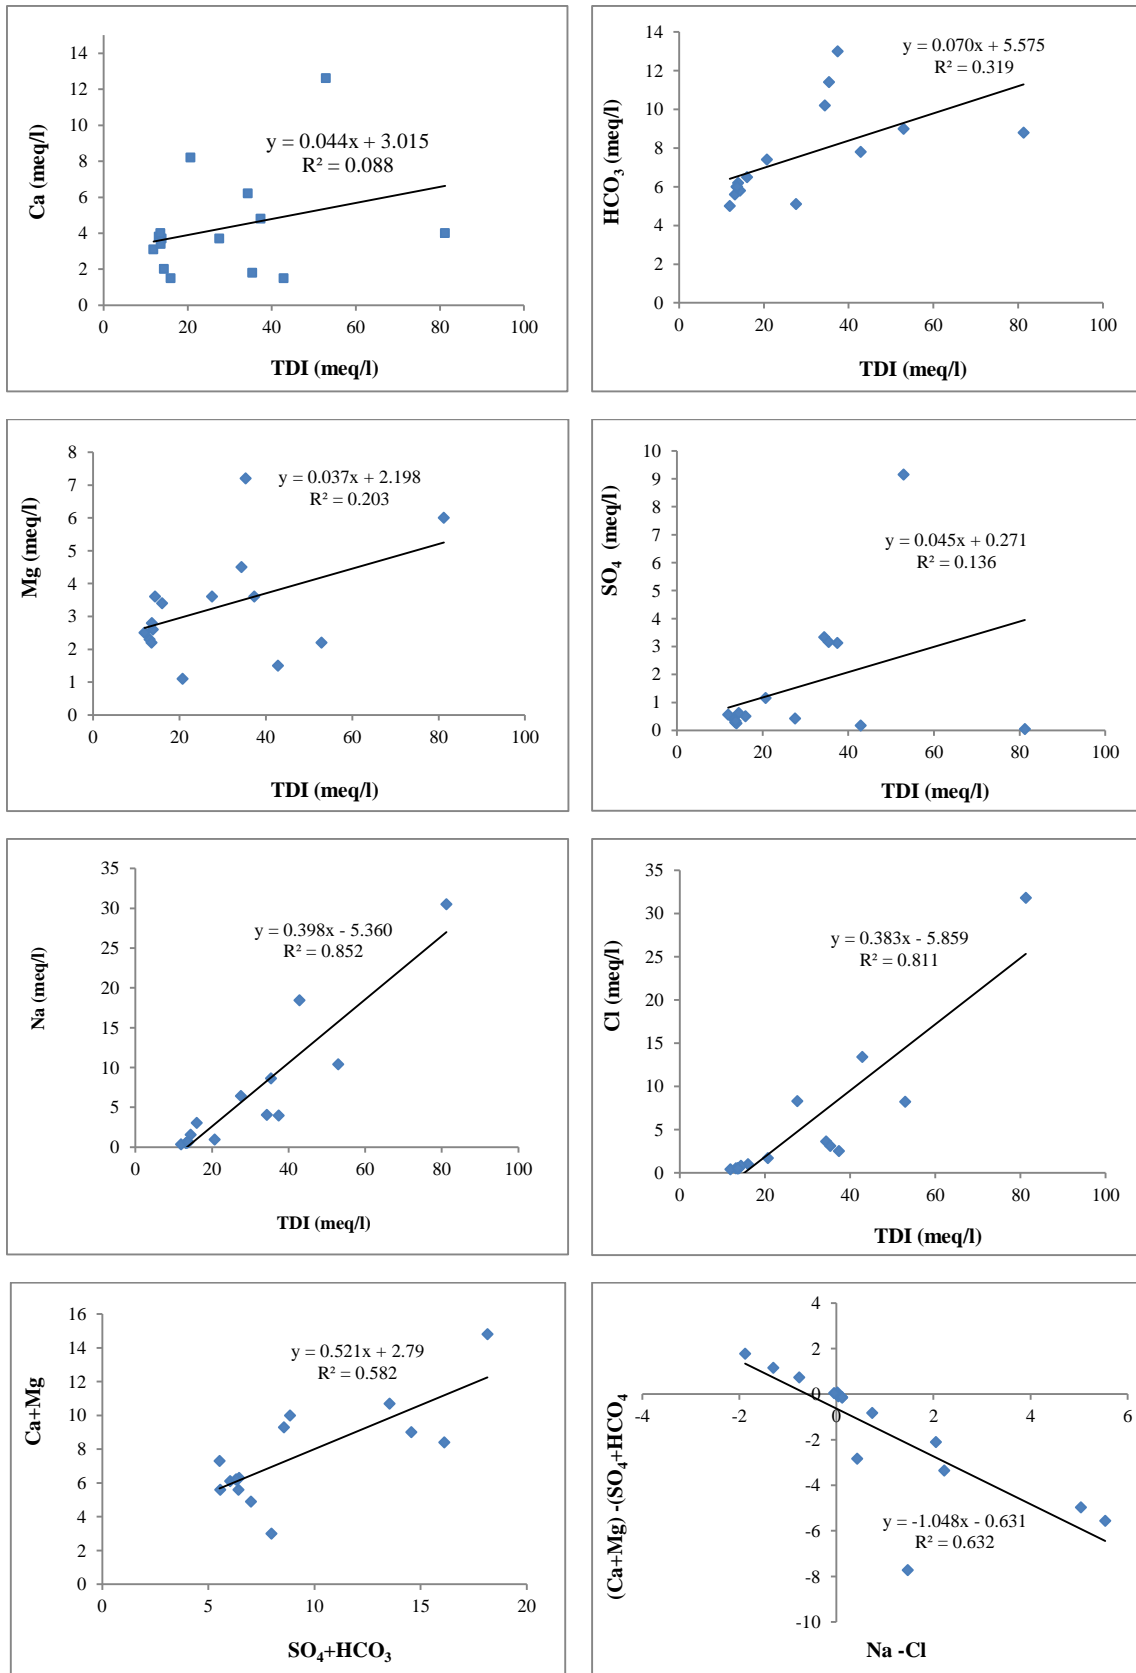 14
12
10
8
6
4
2
0
Ca (meq/l)
y = 0.044x + 3.015
R² = 0.088
0 20 40 60 80 100
TDI (meq/l)
14
12
10
8
6
4
2
0
HCO₃ (meq/l)
y = 0.070x + 5.575
R² = 0.319
0 20 40 60 80 100
TDI (meq/l)
8
7
6
5
4
3
2
1
0
Mg (meq/l)
y = 0.037x + 2.198
R² = 0.203
0 20 40 60 80 100
TDI (meq/l)
10
9
8
7
6
5
4
3
2
1
0
SO₄ (meq/l)
y = 0.045x + 0.271
R² = 0.136
0 20 40 60 80 100
TDI (meq/l)
35
30
25
20
15
10
5
0
Na (meq/l)
y = 0.398x - 5.360
R² = 0.852
0 20 40 60 80 100
TDI (meq/l)
35
30
25
20
15
10
5
0
Cl (meq/l)
y = 0.383x - 5.859
R² = 0.811
0 20 40 60 80 100
TDI (meq/l)
16
14
12
10
8
6
4
2
0
Ca+Mg
y = 0.521x + 2.79
R² = 0.582
0 5 10 15 20
SO₄+HCO₃
4
2
0
-2
-4
-6
-8
-10
(Ca+Mg) -(SO₄+HCO₄
-4 -2 0 2 4 6
y = -1.048x - 0.631
R² = 0.632
Na -Cl